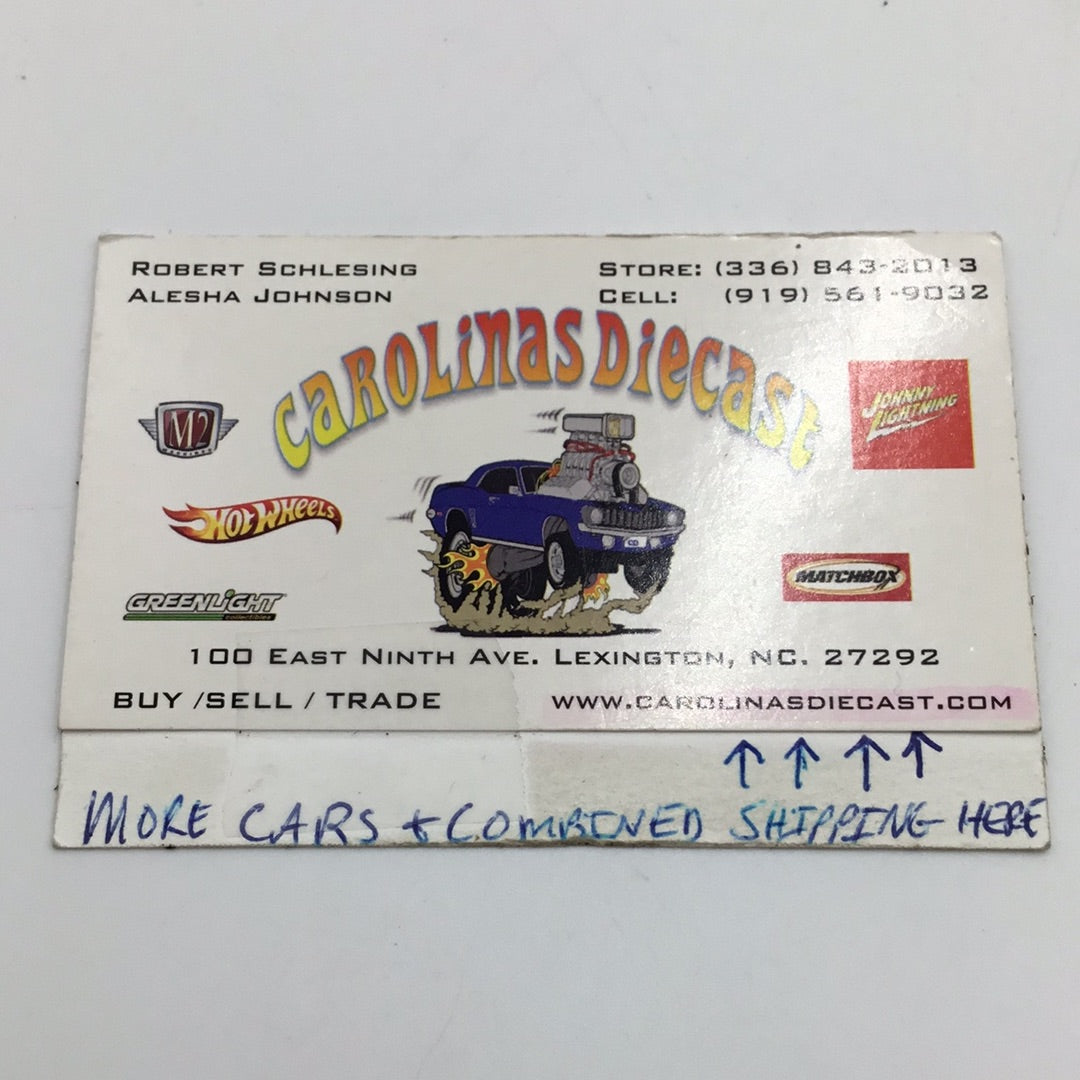 ROBERT SCHLESING
ALESHA JOHNSON
STORE: (336) 843-2013
CELL: (919) 561-9032
CAROLINAS DIECAST
M2
MACHINES
JOHNNY LIGHTNING
HOT WHEELS
MATCHBOX
GREENLIGHT
collectibles
100 EAST NINTH AVE. LEXINGTON, NC. 27292
BUY /SELL / TRADE
WWW.CAROLINASDIECAST.COM
MORE CARS + COMBINED SHIPPING HERE